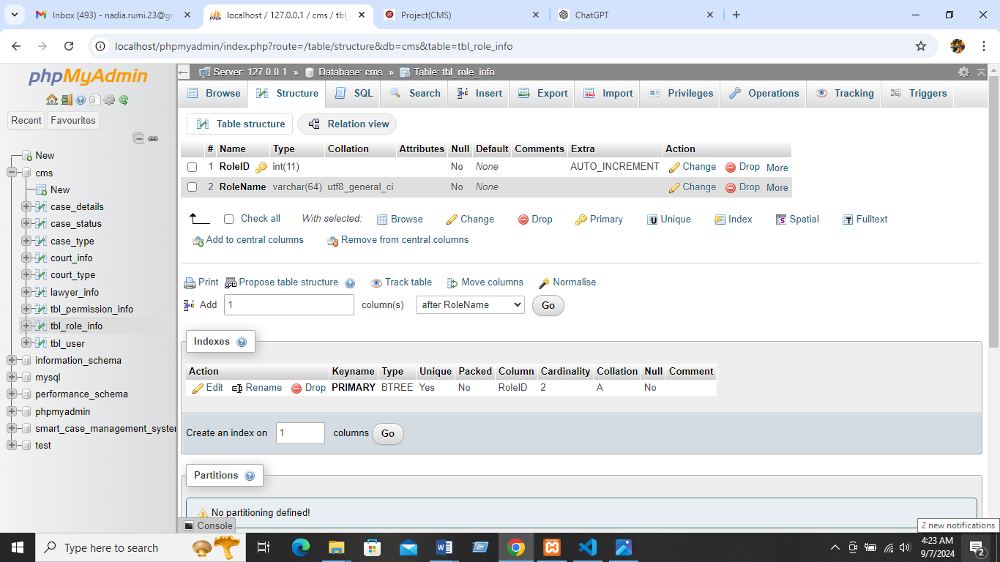 Inbox (493) - nadia.rumi.23@gm
localhost / 127.0.0.1 / cms / tbl_
Project(CMS)
ChatGPT
localhost/phpmyadmin/index.php?route=/table/structure&db=cms&table=tbl_role_info
phpMyAdmin
Recent Favourites
New
cms
New
case_details
case_status
case_type
court_info
court_type
lawyer_info
tbl_permission_info
tbl_role_info
tbl_user
information_schema
mysql
performance_schema
phpmyadmin
smart_case_management_system
test
Server: 127.0.0.1 » Database: cms » Table: tbl_role_info
Browse Structure SQL Search Insert Export Import Privileges Operations Tracking Triggers
Table structure Relation view
# Name Type Collation Attributes Null Default Comments Extra Action
1 RoleID int(11) No None AUTO_INCREMENT Change Drop More
2 RoleName varchar(64) utf8_general_ci No None Change Drop More
Check all With selected: Browse Change Drop Primary Unique Index Spatial Fulltext
Add to central columns Remove from central columns
Print Propose table structure Track table Move columns Normalise
Add 1 column(s) after RoleName Go
Indexes
Action Keyname Type Unique Packed Column Cardinality Collation Null Comment
Edit Rename Drop PRIMARY BTREE Yes No RoleID 2 A No
Create an index on 1 columns Go
Partitions
No partitioning defined!
Console
2 new notifications
Type here to search
4:23 AM
9/7/2024
2